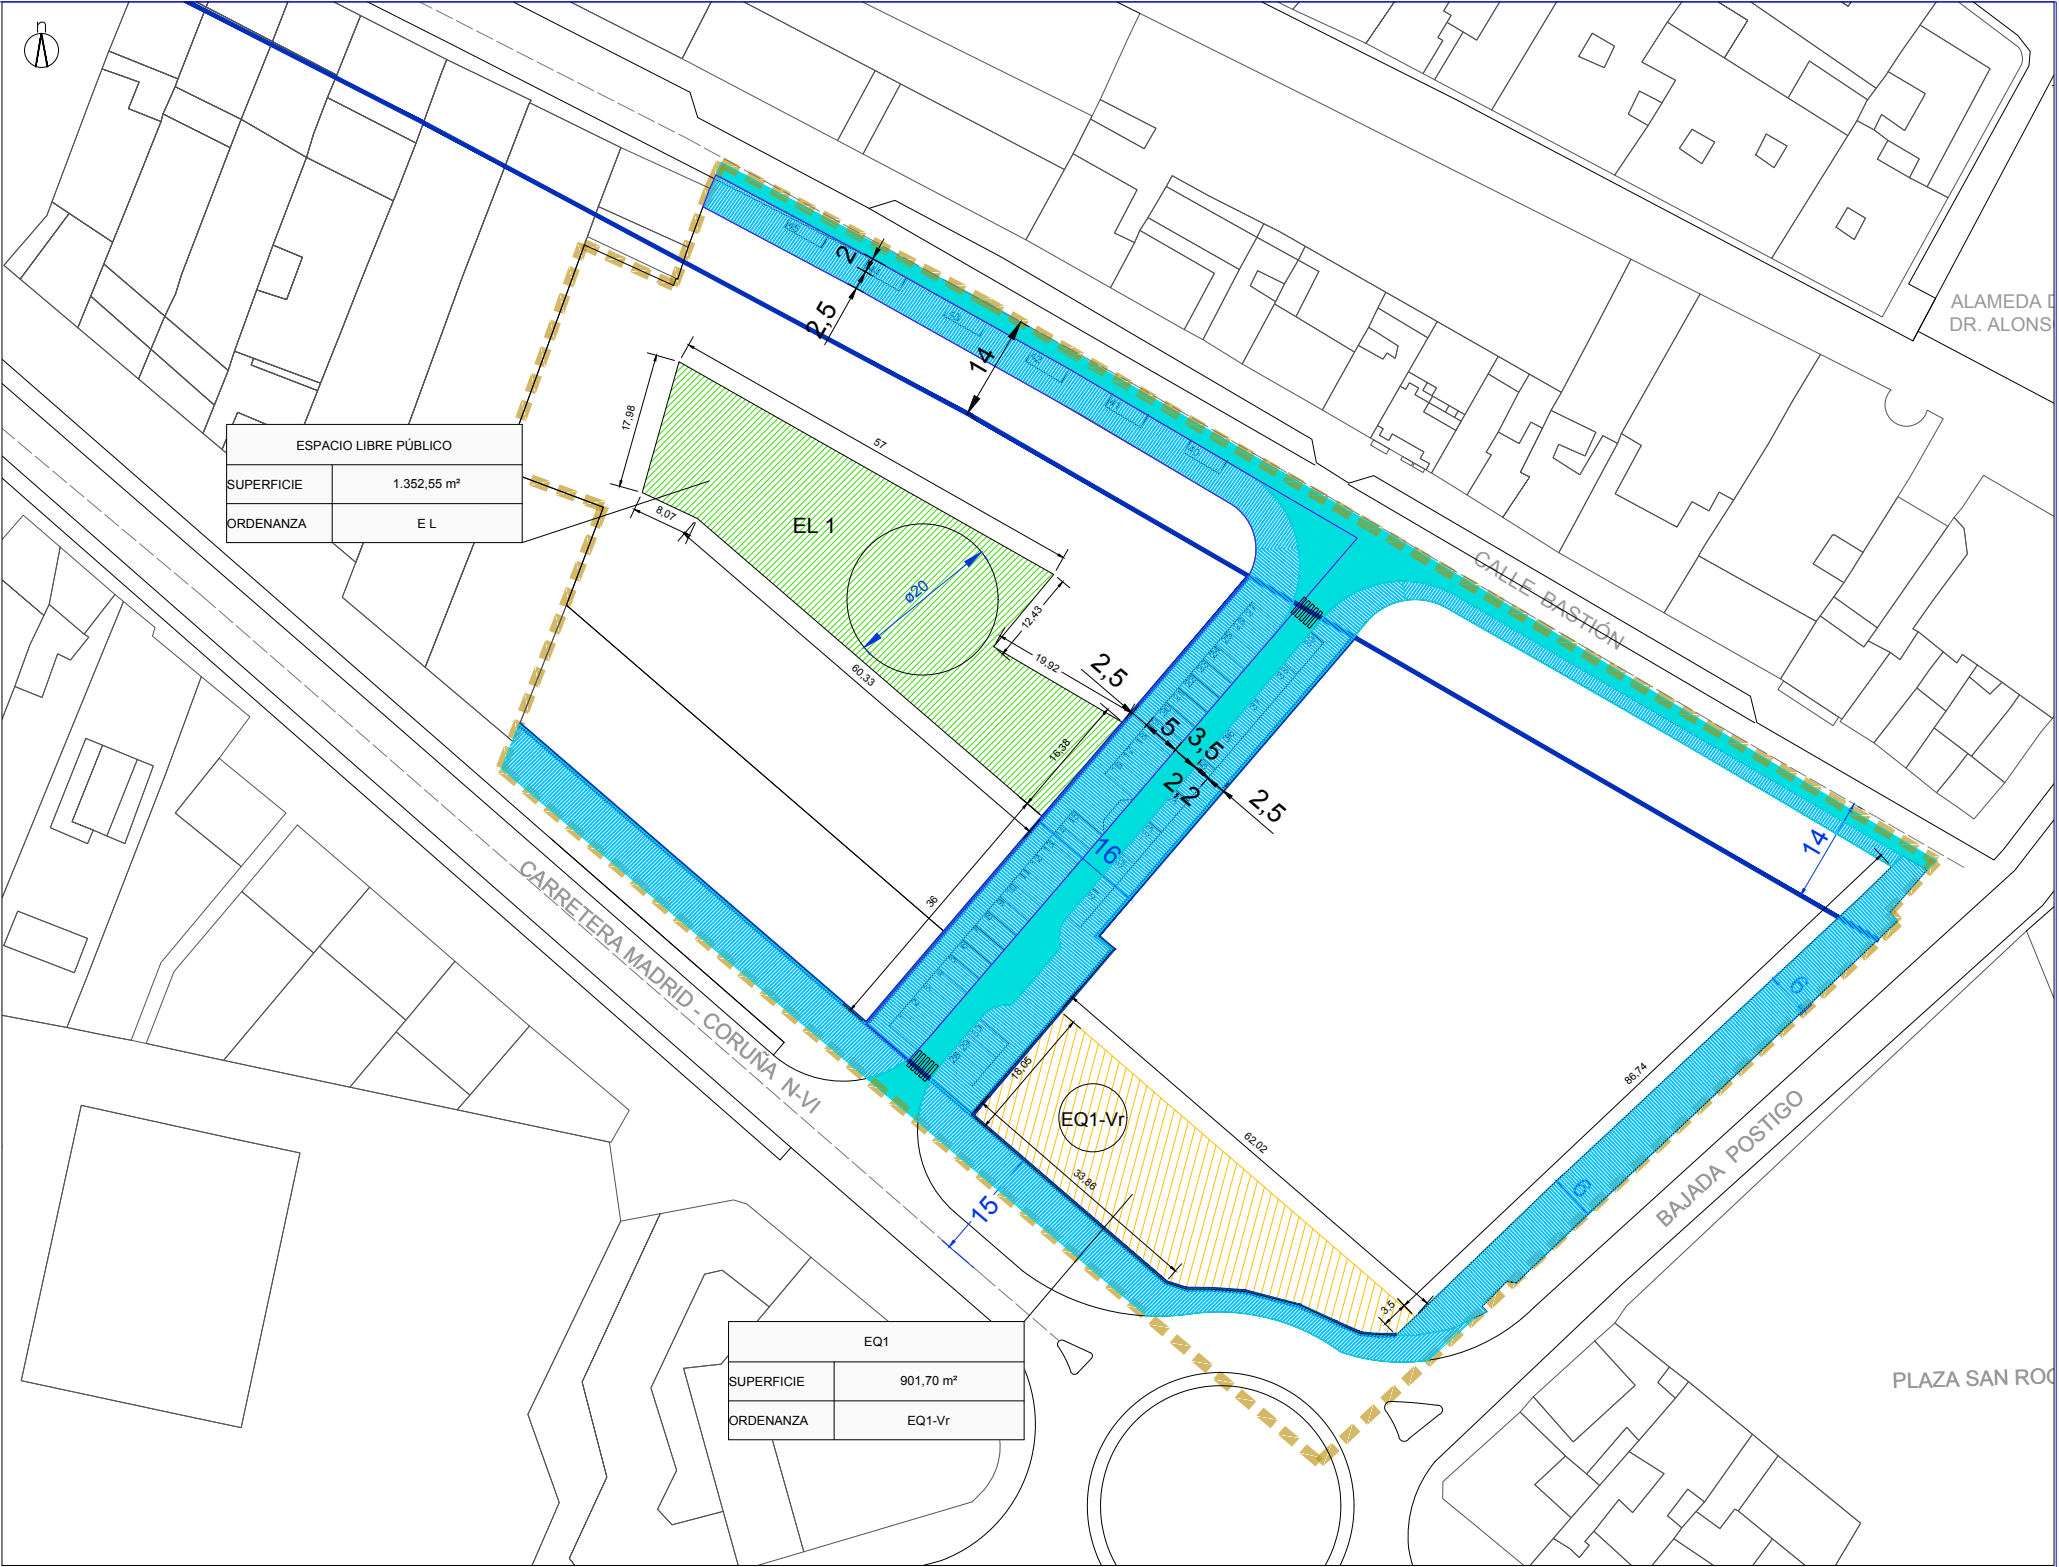 n
ALAMEDA D
DR. ALONS
2
2,5
14
17,98
57
ESPACIO LIBRE PÚBLICO
SUPERFICIE 1.352,55 m²
ORDENANZA E L
8,07
EL 1
ø20
CALLE BASTIÓN
12,43
19,92
2,5
60,33
5
3,5
2,2
2,5
16,38
16
14
36
CARRETERA MADRID - CORUÑA N-VI
6
18,05
86,74
EQ1-Vr
62,02
33,86
15
6
BAJADA POSTIGO
3,5
EQ1
SUPERFICIE 901,70 m²
ORDENANZA EQ1-Vr
PLAZA SAN ROQ